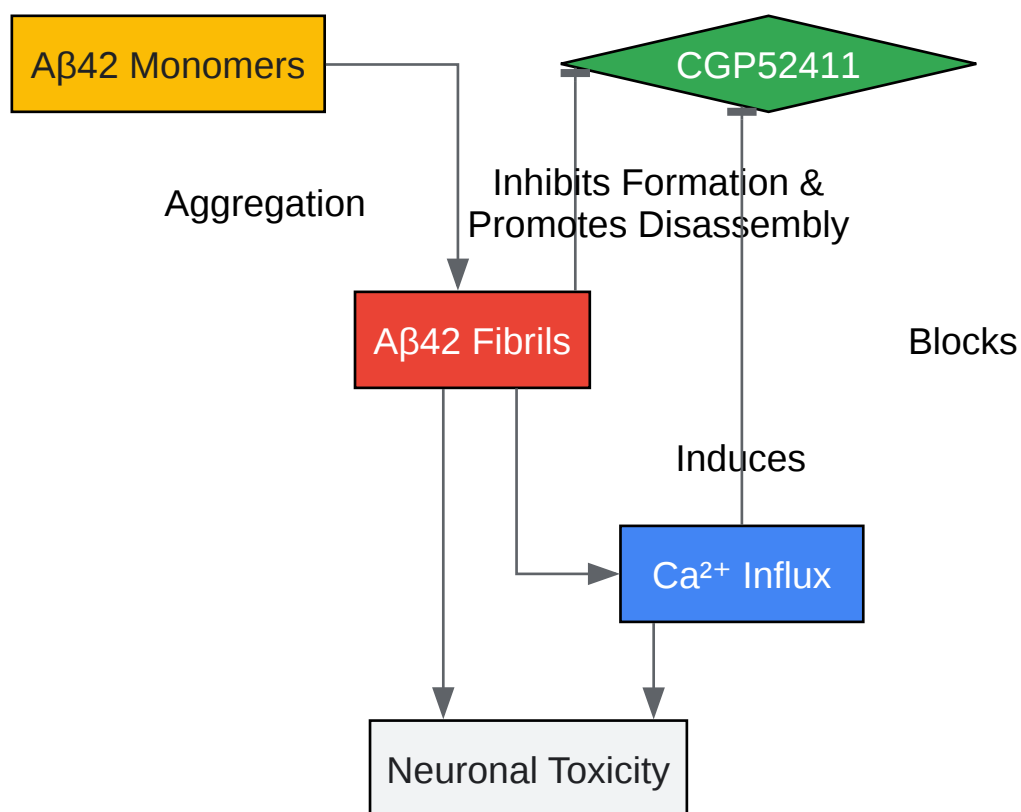 Aβ42 Monomers
CGP52411
Aggregation
Inhibits Formation &
Promotes Disassembly
Aβ42 Fibrils
Blocks
Induces
Ca²⁺ Influx
Neuronal Toxicity